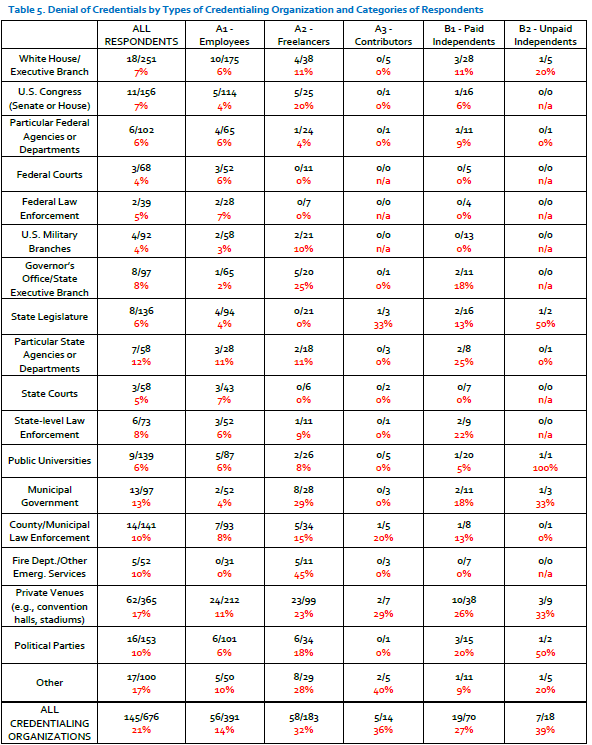 Table 5. Denial of Credentials by Types of Credentialing Organization and Categories of Respondents
ALL RESPONDENTS A1 - Employees A2 - Freelancers A3 - Contributors B1 - Paid Independents B2 - Unpaid Independents
White House/ Executive Branch 18/251 10/175 4/38 0/5 3/28 1/5
7% 6% 11% 0% 11% 20%
U.S. Congress (Senate or House) 11/156 5/114 5/25 0/1 1/16 0/0
7% 4% 20% 0% 6% n/a
Particular Federal Agencies or Departments 6/102 4/65 1/24 0/1 1/11 0/1
6% 6% 4% 0% 9% 0%
Federal Courts 3/68 3/52 0/11 0/0 0/5 0/0
4% 6% 0% n/a 0% n/a
Federal Law Enforcement 2/39 2/28 0/7 0/0 0/4 0/0
5% 7% 0% n/a 0% n/a
U.S. Military Branches 4/92 2/58 2/21 0/0 0/13 0/0
4% 3% 10% n/a 0% n/a
Governor's Office/State Executive Branch 8/97 1/65 5/20 0/1 2/11 0/0
8% 2% 25% 0% 18% n/a
State Legislature 8/136 4/94 0/21 1/3 2/16 1/2
6% 4% 0% 33% 13% 50%
Particular State Agencies or Departments 7/58 3/28 2/18 0/3 2/8 0/1
12% 11% 11% 0% 25% 0%
State Courts 3/58 3/43 0/6 0/2 0/7 0/0
5% 7% 0% 0% 0% n/a
State-level Law Enforcement 6/73 3/52 1/11 0/1 2/9 0/0
8% 6% 9% 0% 22% n/a
Public Universities 9/139 5/87 2/26 0/5 1/20 1/1
6% 6% 8% 0% 5% 100%
Municipal Government 13/97 2/52 8/28 0/3 2/11 1/3
13% 4% 29% 0% 18% 33%
County/Municipal Law Enforcement 14/141 7/93 5/34 1/5 1/8 0/1
10% 8% 15% 20% 13% 0%
Fire Dept./Other Emerg. Services 5/52 0/31 5/11 0/3 0/7 0/0
10% 0% 45% 0% 0% n/a
Private Venues (e.g., convention halls, stadiums) 62/365 24/212 23/99 2/7 10/38 3/9
17% 11% 23% 29% 26% 33%
Political Parties 16/153 6/101 6/34 0/1 3/15 1/2
10% 6% 18% 0% 20% 50%
Other 17/100 5/50 8/29 2/5 1/11 1/5
17% 10% 28% 40% 9% 20%
ALL CREDENTIALING ORGANIZATIONS 145/676 56/391 58/183 5/14 19/70 7/18
21% 14% 32% 36% 27% 39%